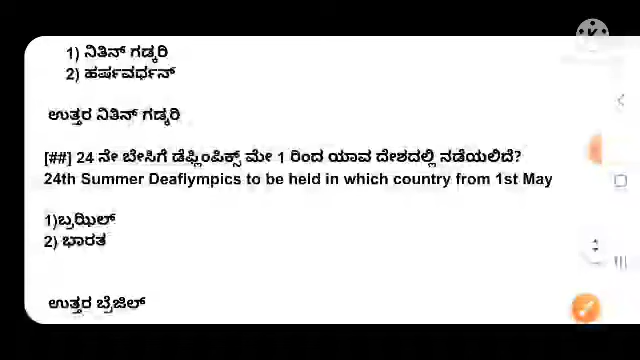 1) ನಿತಿನ್ ಗಡ್ಕರಿ
2) ಹರ್ಷವರ್ಧನ್
ಉತ್ತರ ನಿತಿನ್ ಗಡ್ಕರಿ
[##] 24 ನೇ ಬೇಸಿಗೆ ಡೆಫ್ಲಿಂಪಿಕ್ಸ್ ಮೇ 1 ರಿಂದ ಯಾವ ದೇಶದಲ್ಲಿ ನಡೆಯಲಿದೆ?
24th Summer Deaflympics to be held in which country from 1st May
1)ಬ್ರಝಿಲ್
2) ಭಾರತ
ಉತ್ತರ ಬ್ರೆಜಿಲ್